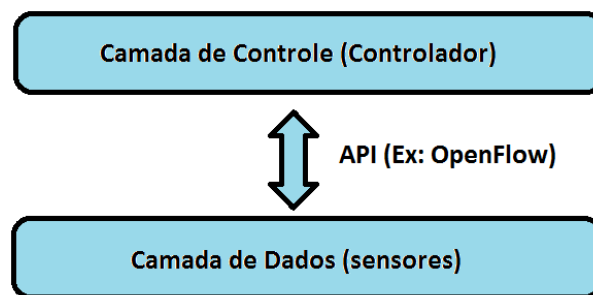 Camada de Controle (Controlador)
API (Ex: OpenFlow)
Camada de Dados (sensores)